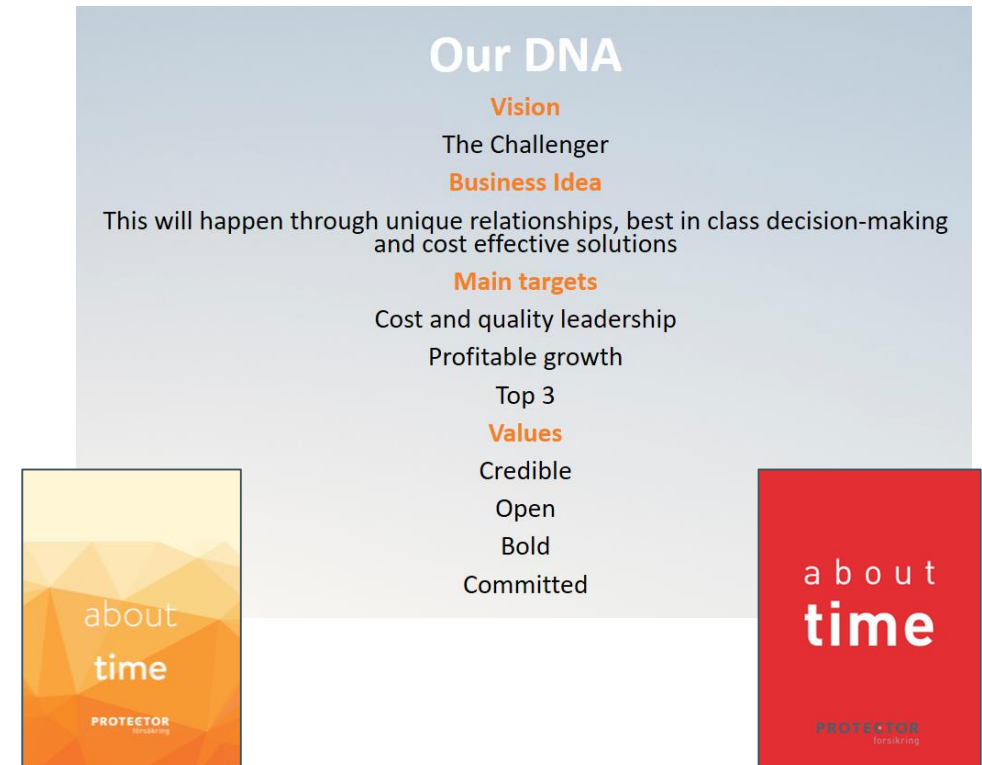 Our DNA
Vision
The Challenger
Business Idea
This will happen through unique relationships, best in class decision-making
and cost effective solutions
Main targets
Cost and quality leadership
Profitable growth
Top 3
Values
Credible
Open
Bold
Committed
about
time
PROTECTOR
försäkring
about
time
PROTECTOR
forsikring